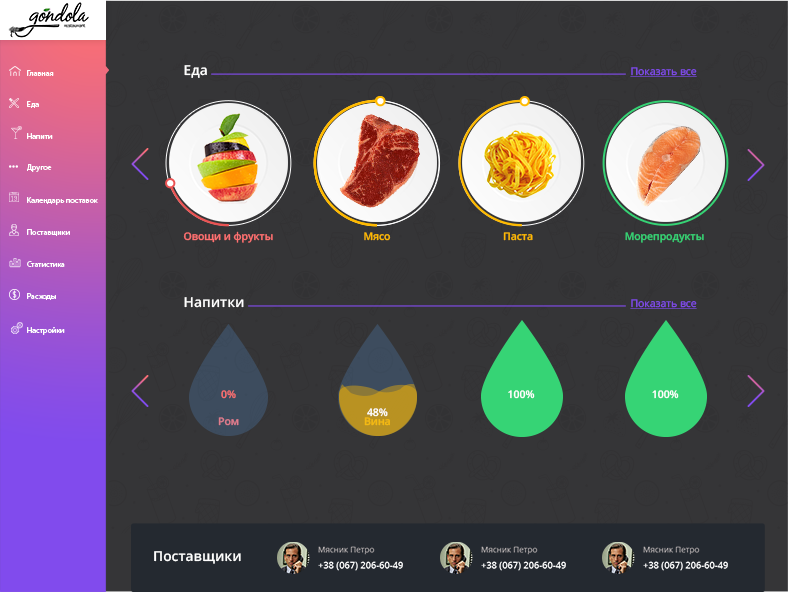 gondola
restaurant
Главная
Еда
Напити
Другое
Календарь поставок
Поставщики
Статистика
Расходы
Настройки
Еда
Показать все
Овощи и фрукты
Мясо
Паста
Морепродукты
Напитки
Показать все
0%
Ром
48%
Вина
100%
100%
Поставщики
Мясник Петро
+38 (067) 206-60-49
Мясник Петро
+38 (067) 206-60-49
Мясник Петро
+38 (067) 206-60-49